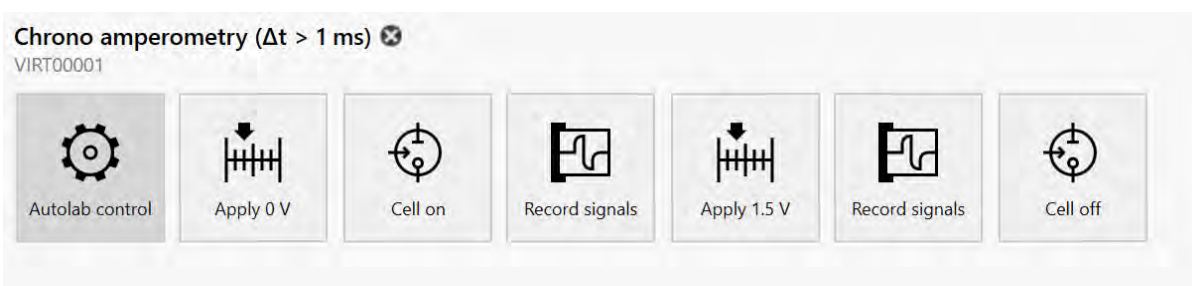 Chrono amperometry (Δt > 1 ms)
VIRT00001
Autolab control
Apply 0 V
Cell on
Record signals
Apply 1.5 V
Record signals
Cell off